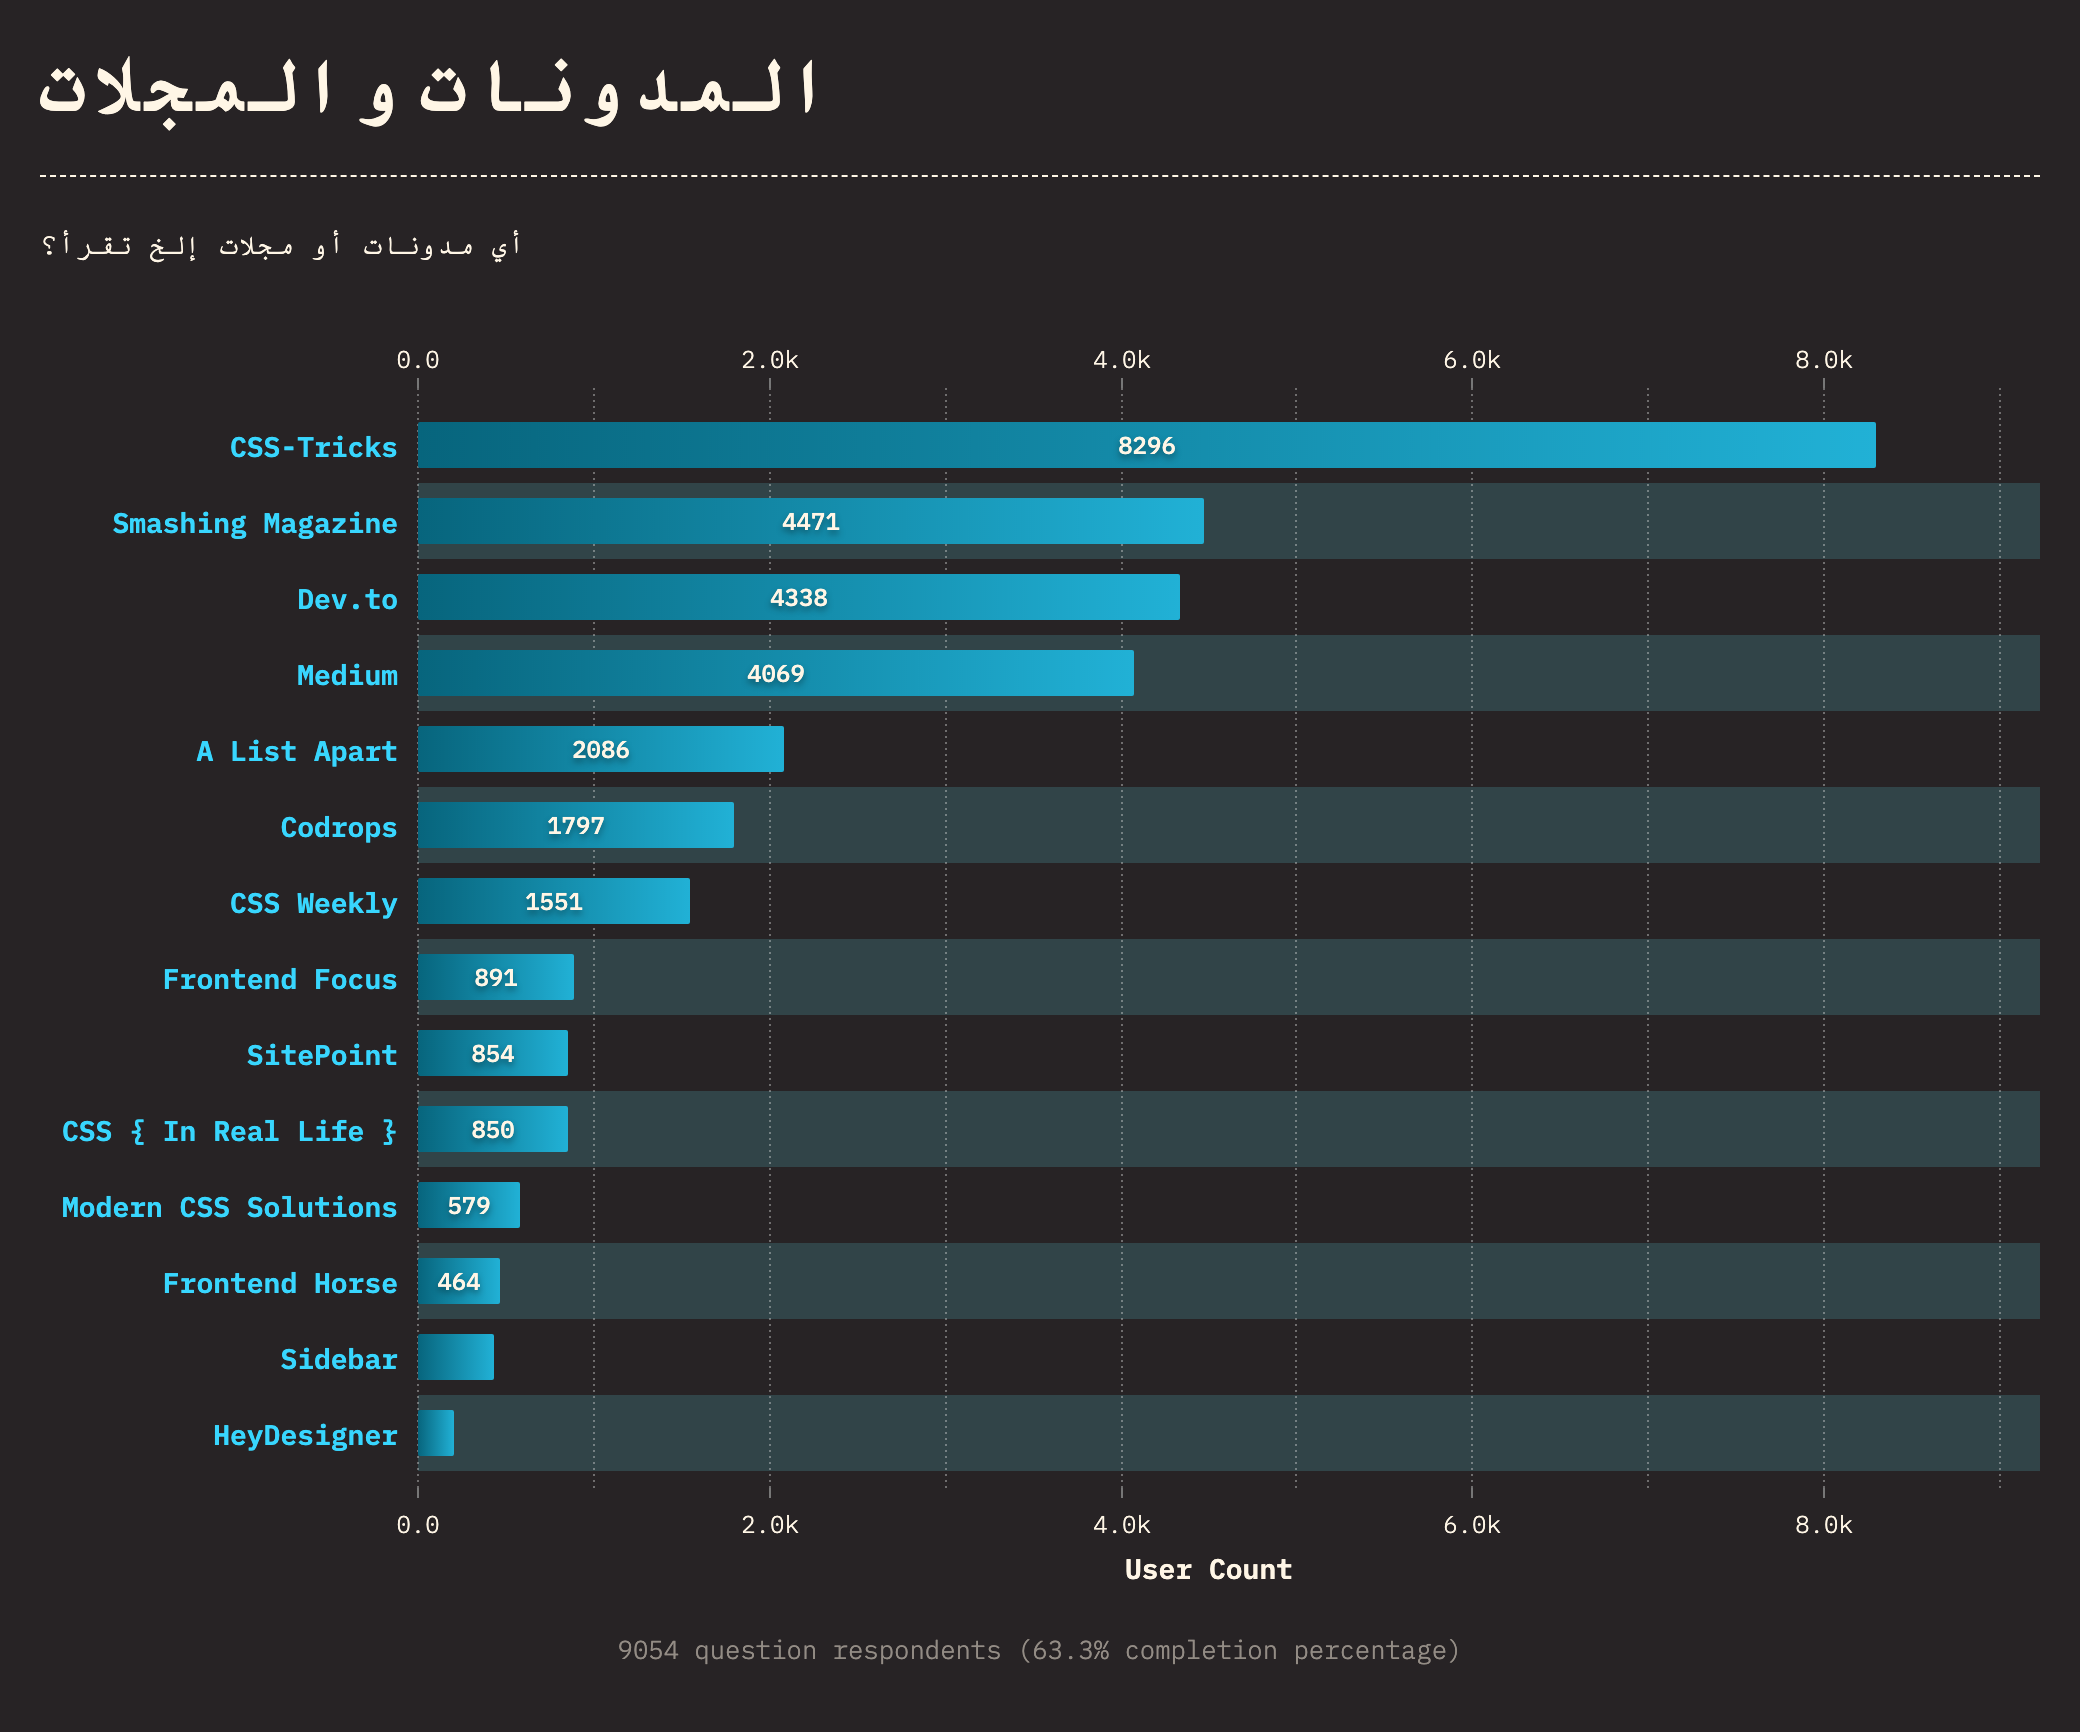 المدونات و المجلات
أي مدونات أو مجلات إلخ تقرأ؟
0.0 2.0k 4.0k 6.0k 8.0k
CSS-Tricks 8296
Smashing Magazine 4471
Dev.to 4338
Medium 4069
A List Apart 2086
Codrops 1797
CSS Weekly 1551
Frontend Focus 891
SitePoint 854
CSS { In Real Life } 850
Modern CSS Solutions 579
Frontend Horse 464
Sidebar
HeyDesigner
0.0 2.0k 4.0k 6.0k 8.0k
User Count
9054 question respondents (63.3% completion percentage)